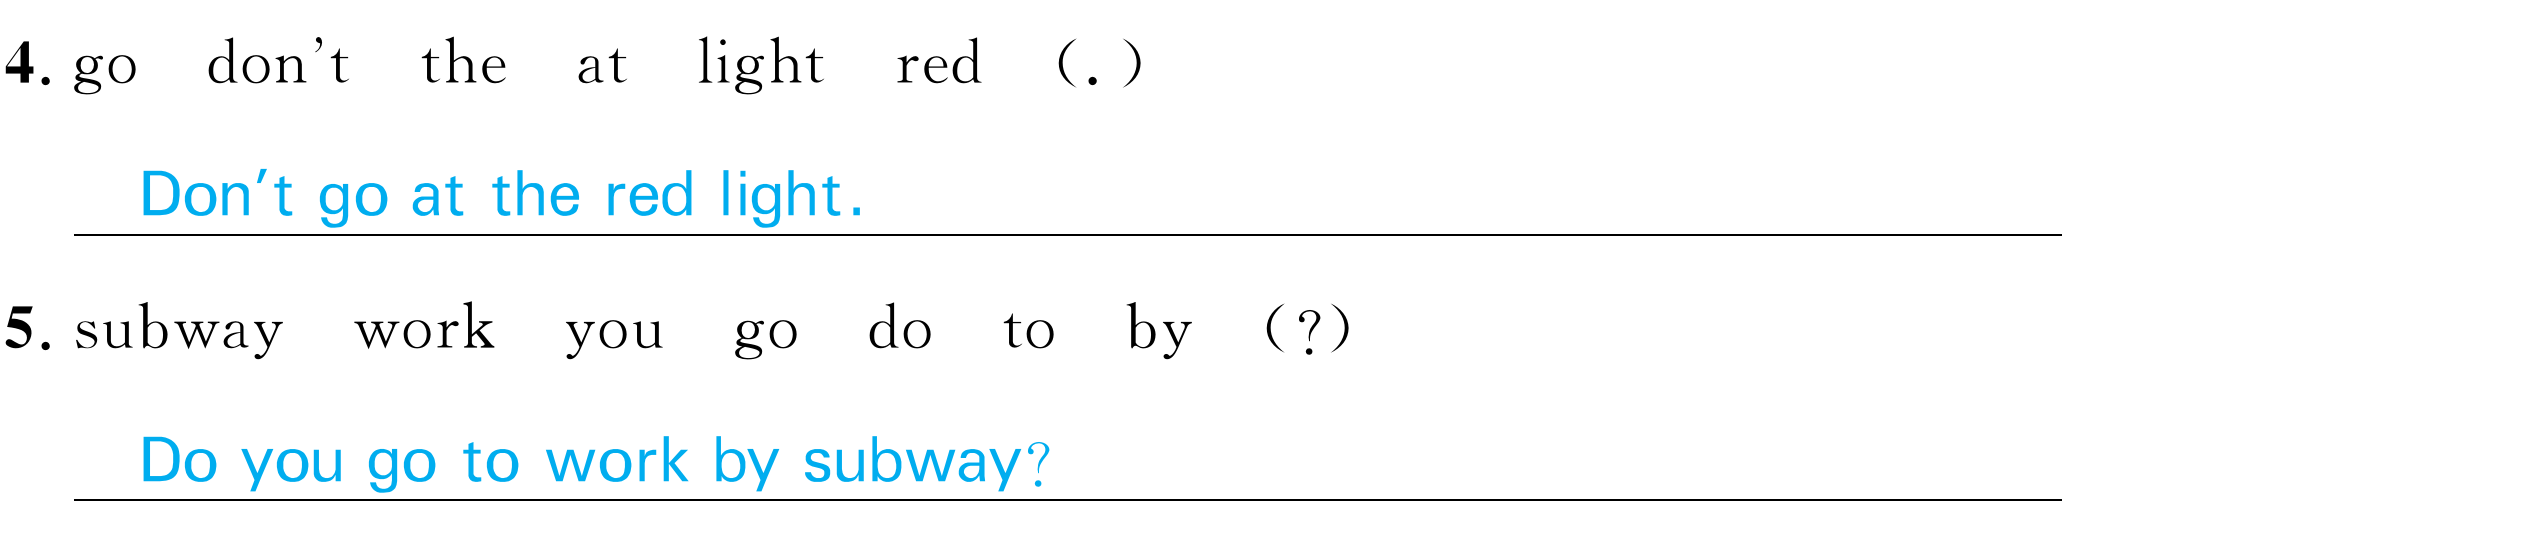 4. go don't the at light red (.)
Don't go at the red light.
5. subway work you go do to by (?)
Do you go to work by subway?